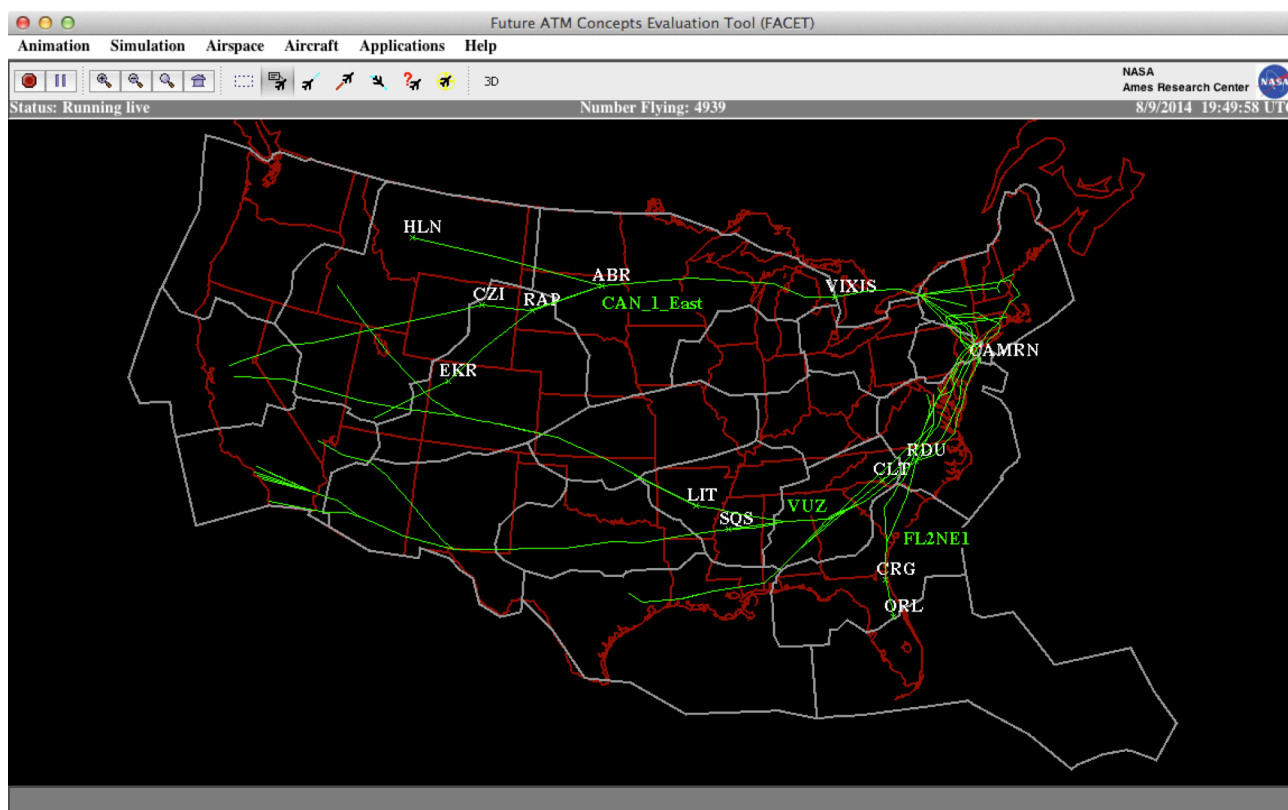 Future ATM Concepts Evaluation Tool (FACET)
Animation Simulation Airspace Aircraft Applications Help
3D
NASA
Ames Research Center
NASA
Status: Running live Number Flying: 4939 8/9/2014 19:49:58 UTC
HLN
ABR
CZI RAP VIXIS
CAN_1_East
CAMRN
EKR
RDU
CLT
LIT
VUZ
SQS
FL2NE1
CRG
ORL